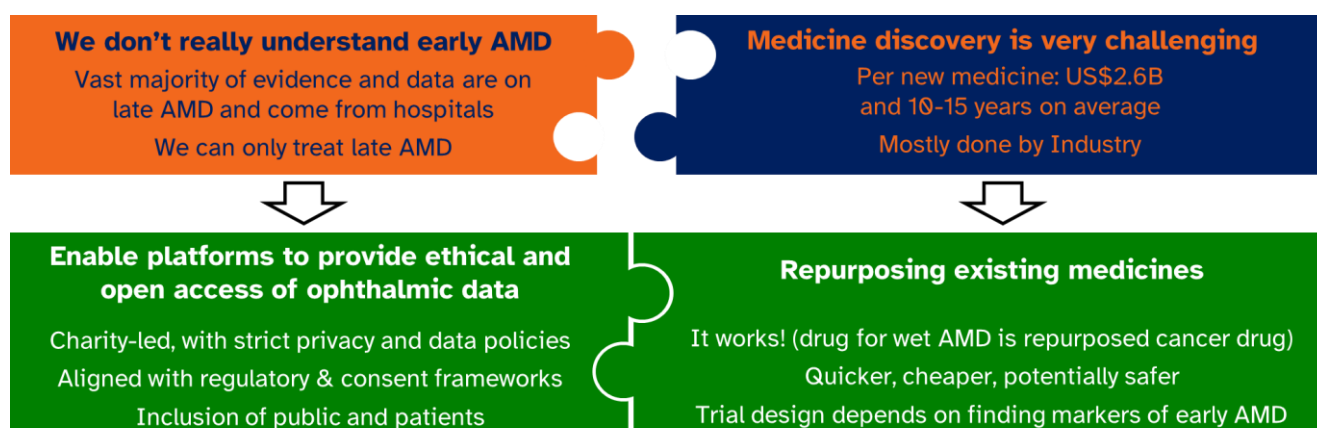 We don't really understand early AMD
Vast majority of evidence and data are on
late AMD and come from hospitals
We can only treat late AMD
Medicine discovery is very challenging
Per new medicine: US$2.6B
and 10-15 years on average
Mostly done by Industry
Enable platforms to provide ethical and
open access of ophthalmic data
Charity-led, with strict privacy and data policies
Aligned with regulatory & consent frameworks
Inclusion of public and patients
Repurposing existing medicines
It works! (drug for wet AMD is repurposed cancer drug)
Quicker, cheaper, potentially safer
Trial design depends on finding markers of early AMD